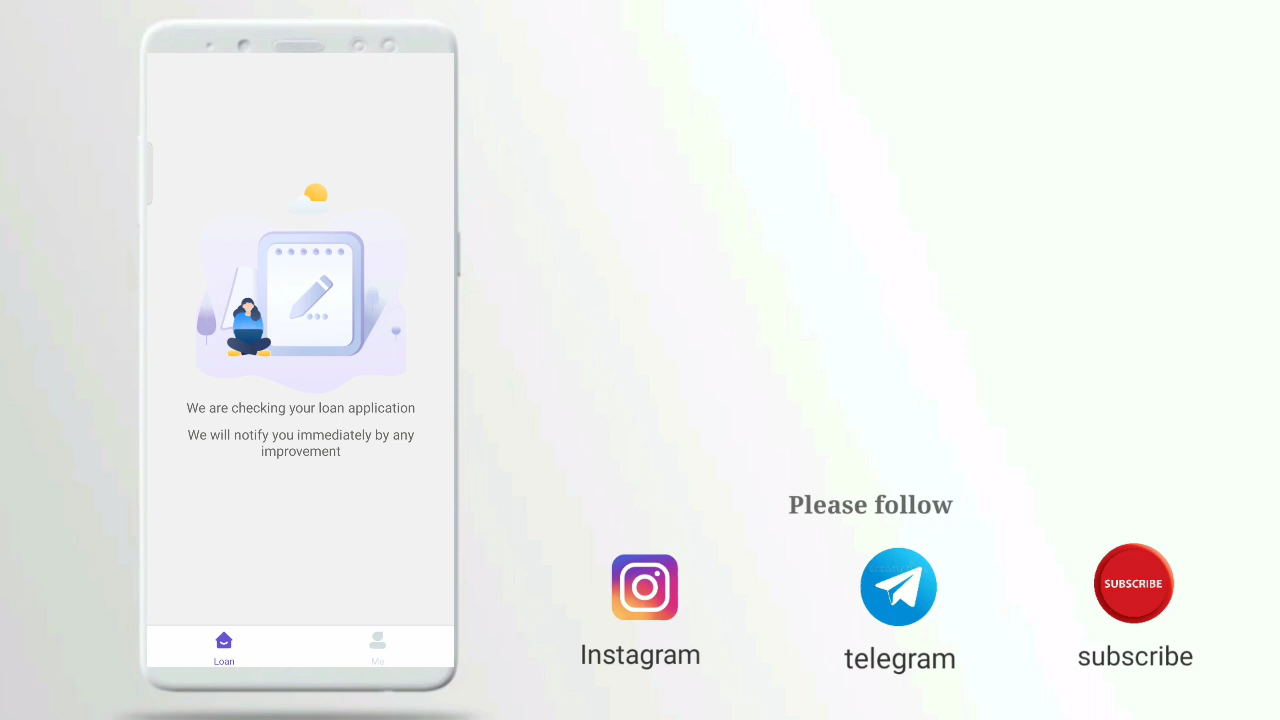 We are checking your loan application
We will notify you immediately by any
improvement
Loan
Me
Please follow
SUBSCRIBE
Instagram
telegram
subscribe